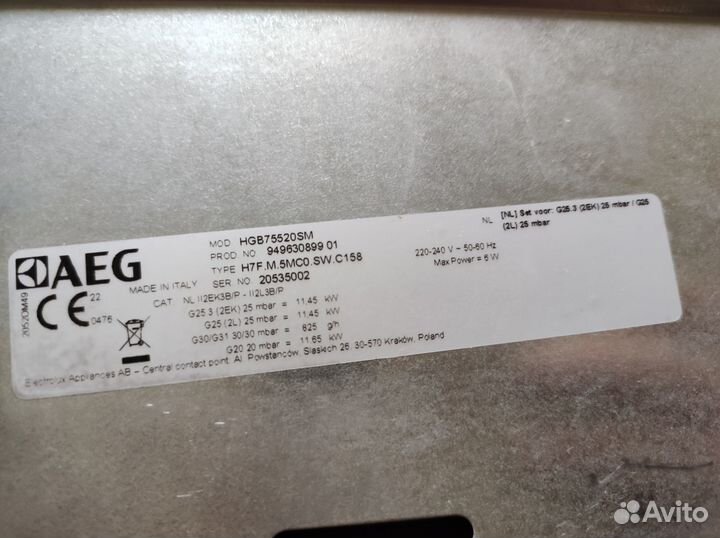 AEG
MOD HGB75520SM
PROD. NO 949630899 01
TYPE H7F.M.5MC0.SW.C158
MADE IN ITALY SER NO 20535002
CAT NL II2EK3B/P - II2L3B/P
G25.3 (2EK) 25 mbar = 11,45 kW
G25 (2L) 25 mbar = 11,45 kW
G30/G31 30/30 mbar = 825 g/h
G20 20 mbar = 11.65 kW
Electrolux Appliances AB - Central contact point. Al. Powstańców, Śląskich 26, 30-570 Kraków, Poland
CE 22
0476
2052DM49
NL [NL] Set voor: G25.3 (2EK) 25 mbar / G25
(2L) 25 mbar
220-240 V ~ 50-60 Hz
Max Power = 6 W
Avito